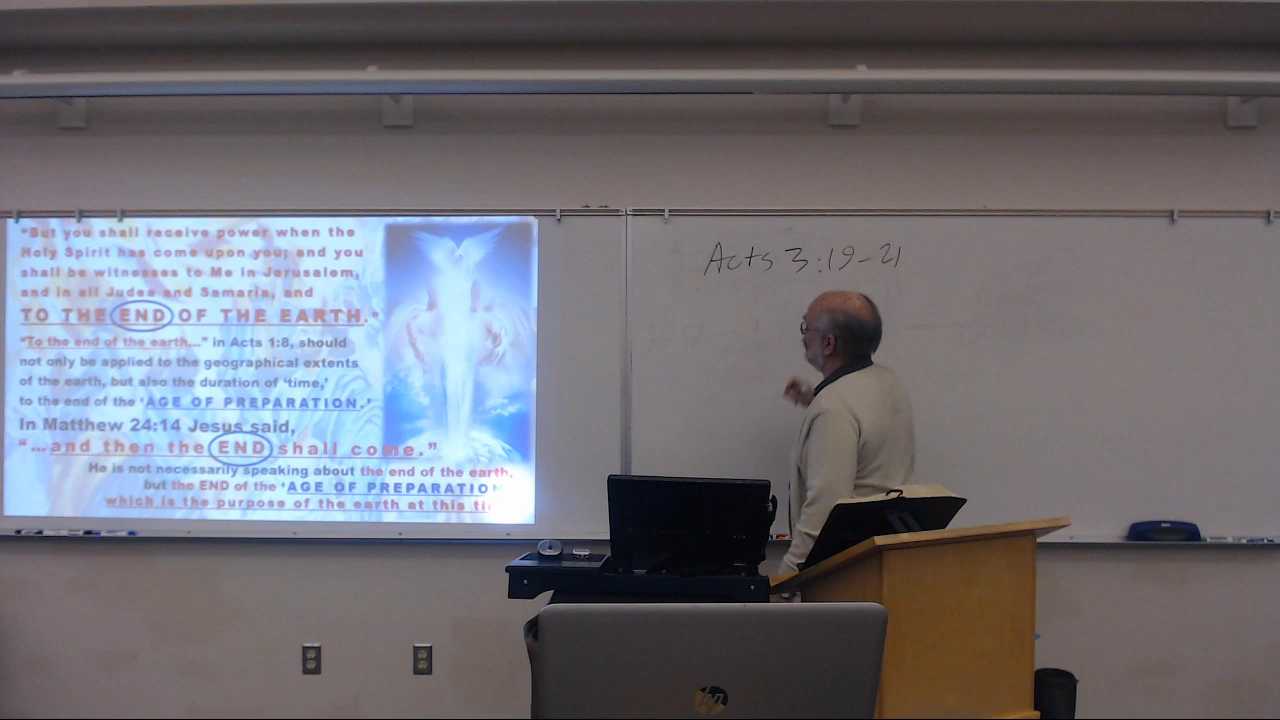 "But you shall receive power when the
Holy Spirit has come upon you; and you
shall be witnesses to Me in Jerusalem,
and in all Judea and Samaria, and
TO THE END OF THE EARTH."
"To the end of the earth..." in Acts 1:8, should
not only be applied to the geographical extents
of the earth, but also the duration of 'time,'
to the end of the 'AGE OF PREPARATION.'
In Matthew 24:14 Jesus said,
"...and then the END shall come."
He is not necessarily speaking about the end of the earth,
but the END of the 'AGE OF PREPARATION
which is the purpose of the earth at this
Acts 3:19-21
hp